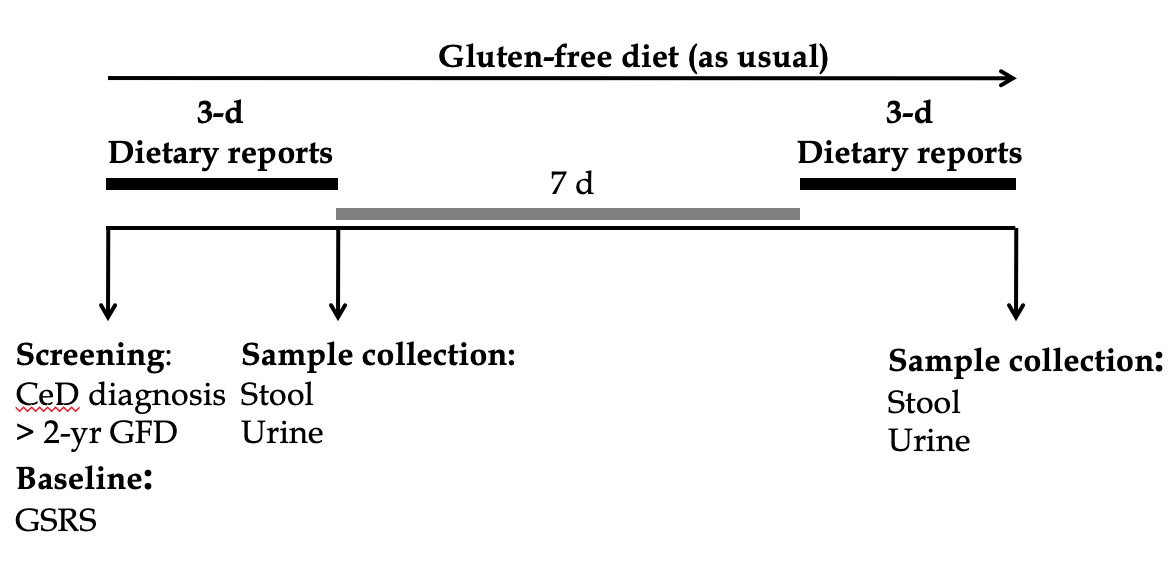 Gluten-free diet (as usual)
3-d
Dietary reports
3-d
Dietary reports
7 d
Screening:
CeD diagnosis
> 2-yr GFD
Baseline:
GSRS
Sample collection:
Stool
Urine
Sample collection:
Stool
Urine